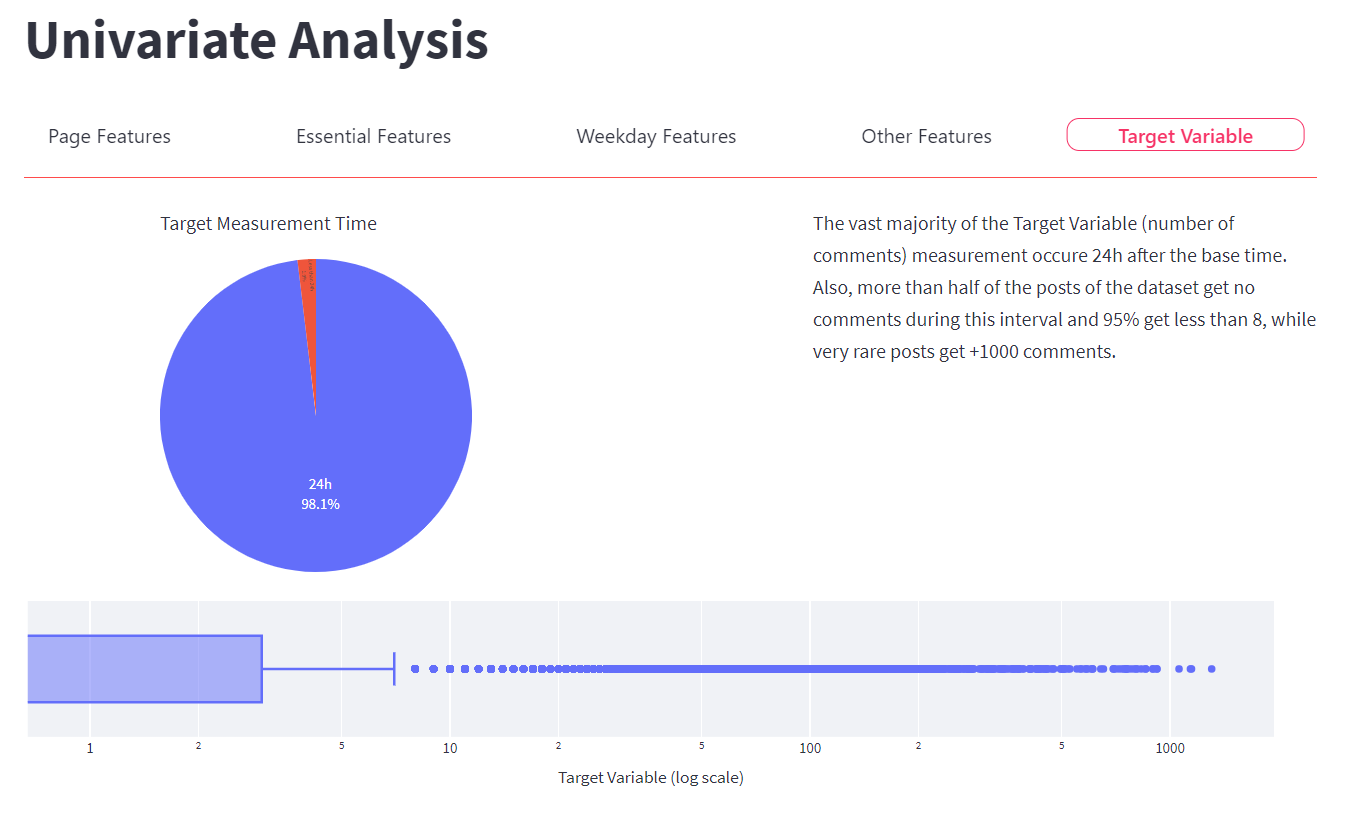 Univariate Analysis
Page Features
Essential Features
Weekday Features
Other Features
Target Variable
Target Measurement Time
The vast majority of the Target Variable (number of
comments) measurement occure 24h after the base time.
Also, more than half of the posts of the dataset get no
comments during this interval and 95% get less than 8, while
very rare posts get +1000 comments.
24h
98.1%
1 2 5 10 2 5 100 2 5 1000
Target Variable (log scale)